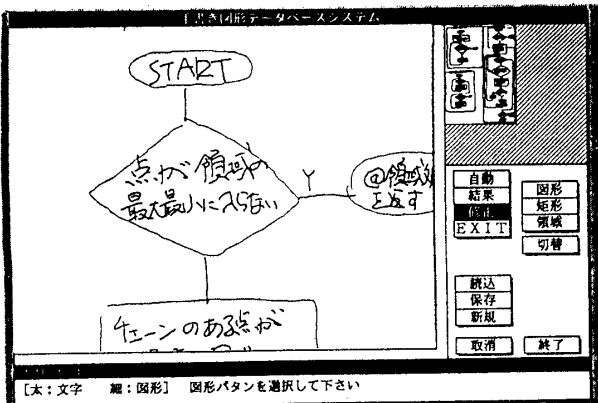 手書き図形データベースシステム
START
点が領域の
最大最小に入らない
Y
@領域外
を返す
チェーンのある点が
自動
結果
修正
EXIT
図形
矩形
領域
切替
読込
保存
新規
取消
終了
[太:文字 細:図形] 図形パタンを選択して下さい